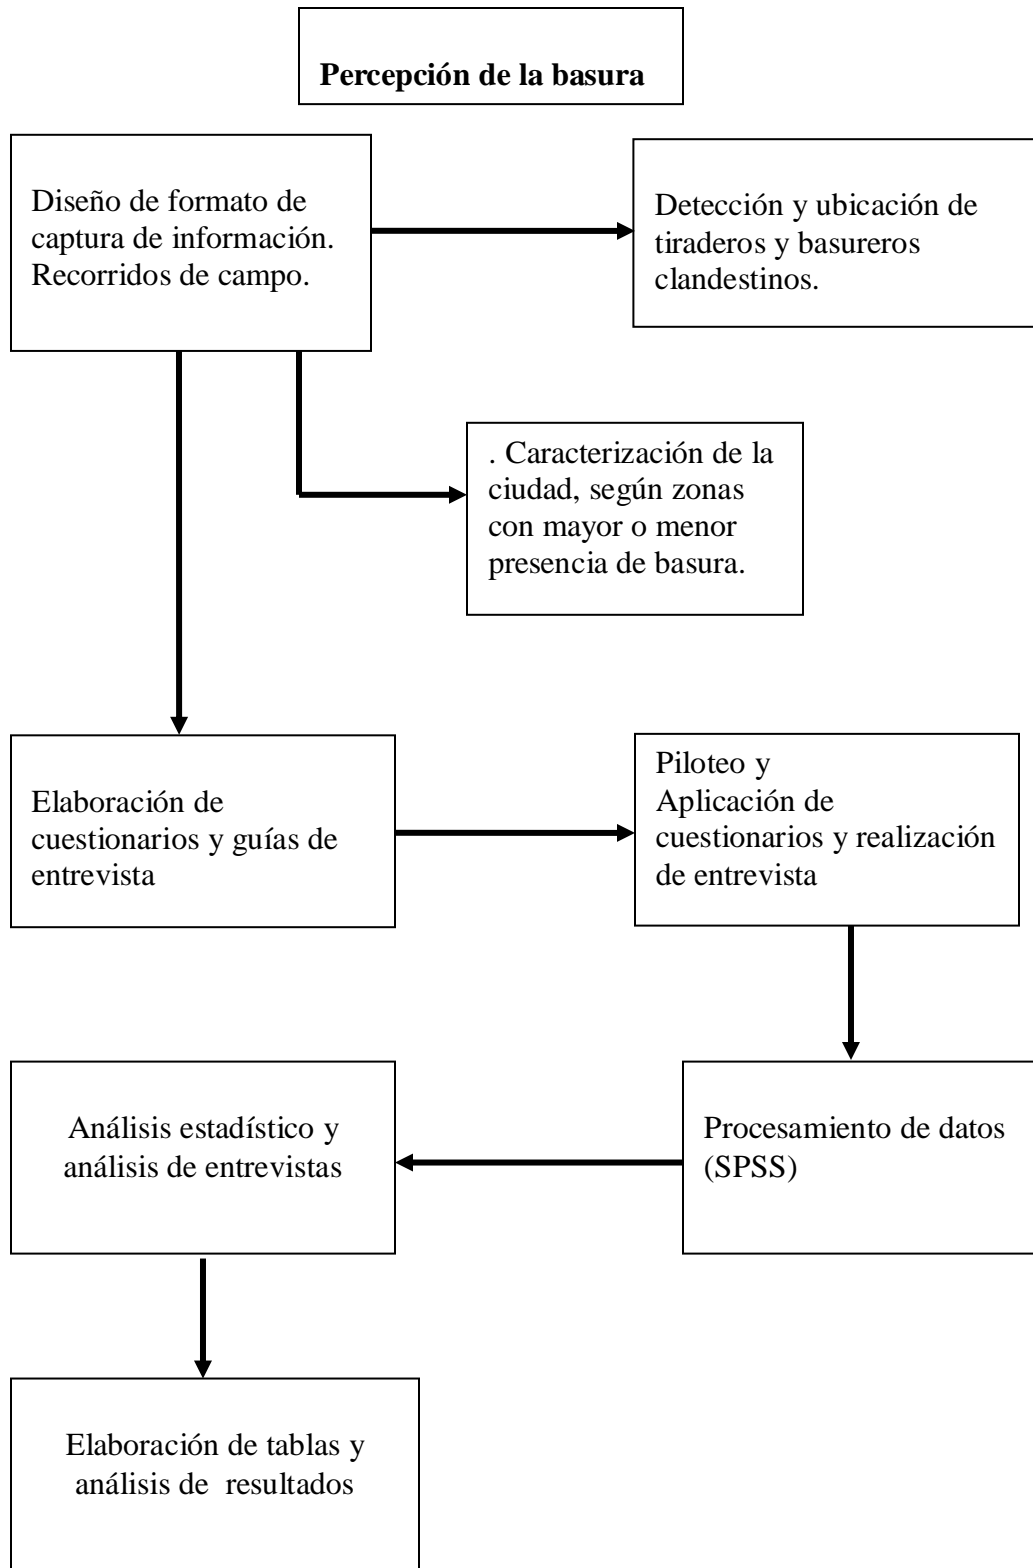 Percepción de la basura
Diseño de formato de
captura de información.
Recorridos de campo.
Detección y ubicación de
tiraderos y basureros
clandestinos.
. Caracterización de la
ciudad, según zonas
con mayor o menor
presencia de basura.
Elaboración de
cuestionarios y guías de
entrevista
Piloteo y
Aplicación de
cuestionarios y realización
de entrevista
Procesamiento de datos
(SPSS)
Análisis estadístico y
análisis de entrevistas
Elaboración de tablas y
análisis de  resultados